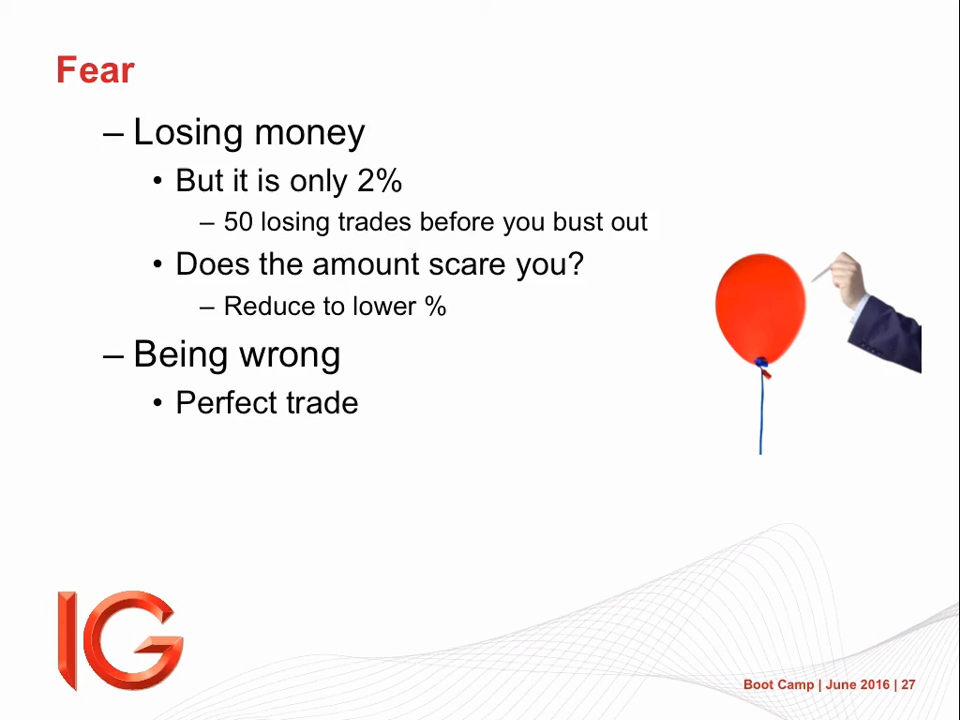 Fear
– Losing money
• But it is only 2%
– 50 losing trades before you bust out
• Does the amount scare you?
– Reduce to lower %
– Being wrong
• Perfect trade
IG
Boot Camp | June 2016 | 27